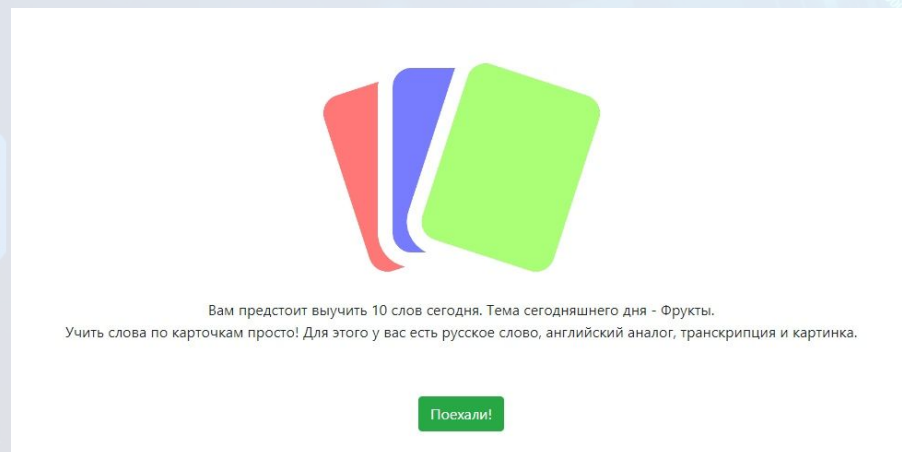 Вам предстоит выучить 10 слов сегодня. Тема сегодняшнего дня - Фрукты.
Учить слова по карточкам просто! Для этого у вас есть русское слово, английский аналог, транскрипция и картинка.
Поехали!